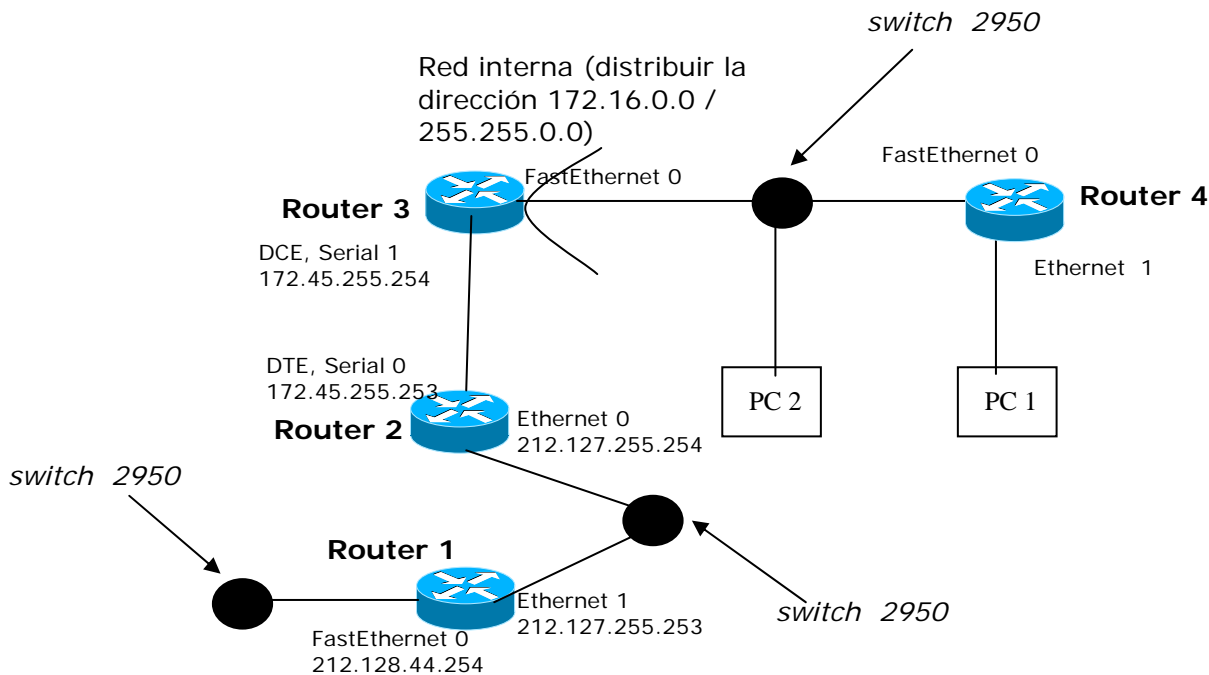 switch 2950
Red interna (distribuir la
dirección 172.16.0.0 /
255.255.0.0)
FastEthernet 0
FastEthernet 0
Router 3
Router 4
DCE, Serial 1
172.45.255.254
Ethernet 1
DTE, Serial 0
172.45.255.253
PC 2
PC 1
Router 2
Ethernet 0
212.127.255.254
switch 2950
Router 1
Ethernet 1
212.127.255.253
switch 2950
FastEthernet 0
212.128.44.254